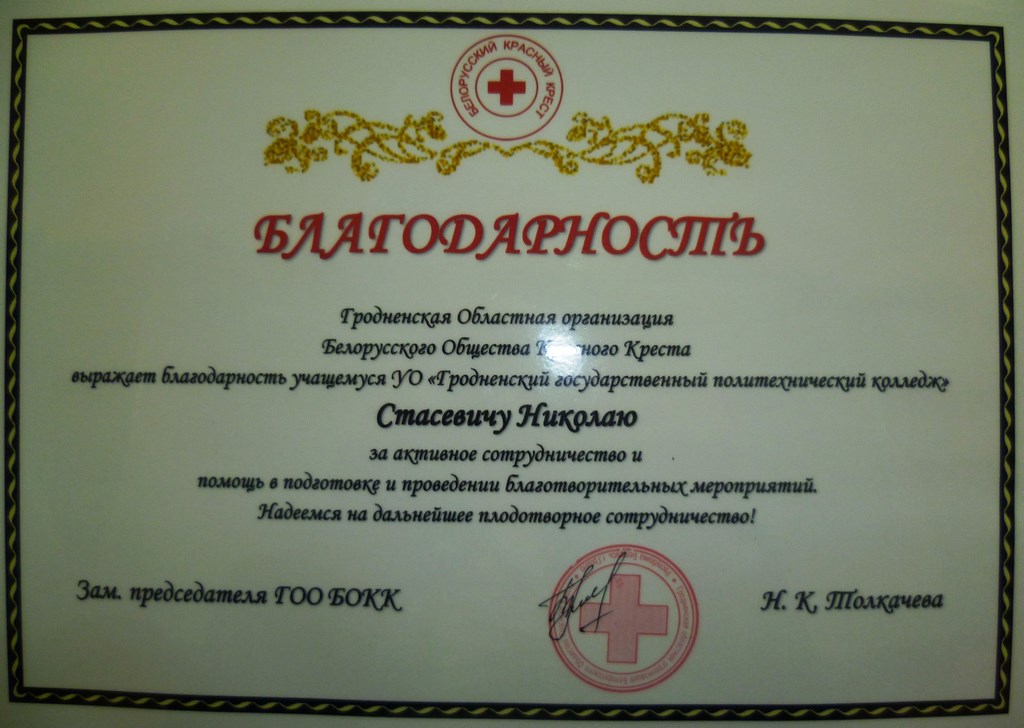 БЕЛОРУССКИЙ КРАСНЫЙ КРЕСТ
БЛАГОДАРНОСТЬ
Гродненская Областная организация
Белорусского Общества Красного Креста
выражает благодарность учащемуся УО «Гродненский государственный политехнический колледж»
Стасевичу Николаю
за активное сотрудничество и
помощь в подготовке и проведении благотворительных мероприятий.
Надеемся на дальнейшее плодотворное сотрудничество!
Зам. председателя ГОО БОКК
Н. К. Толкачева